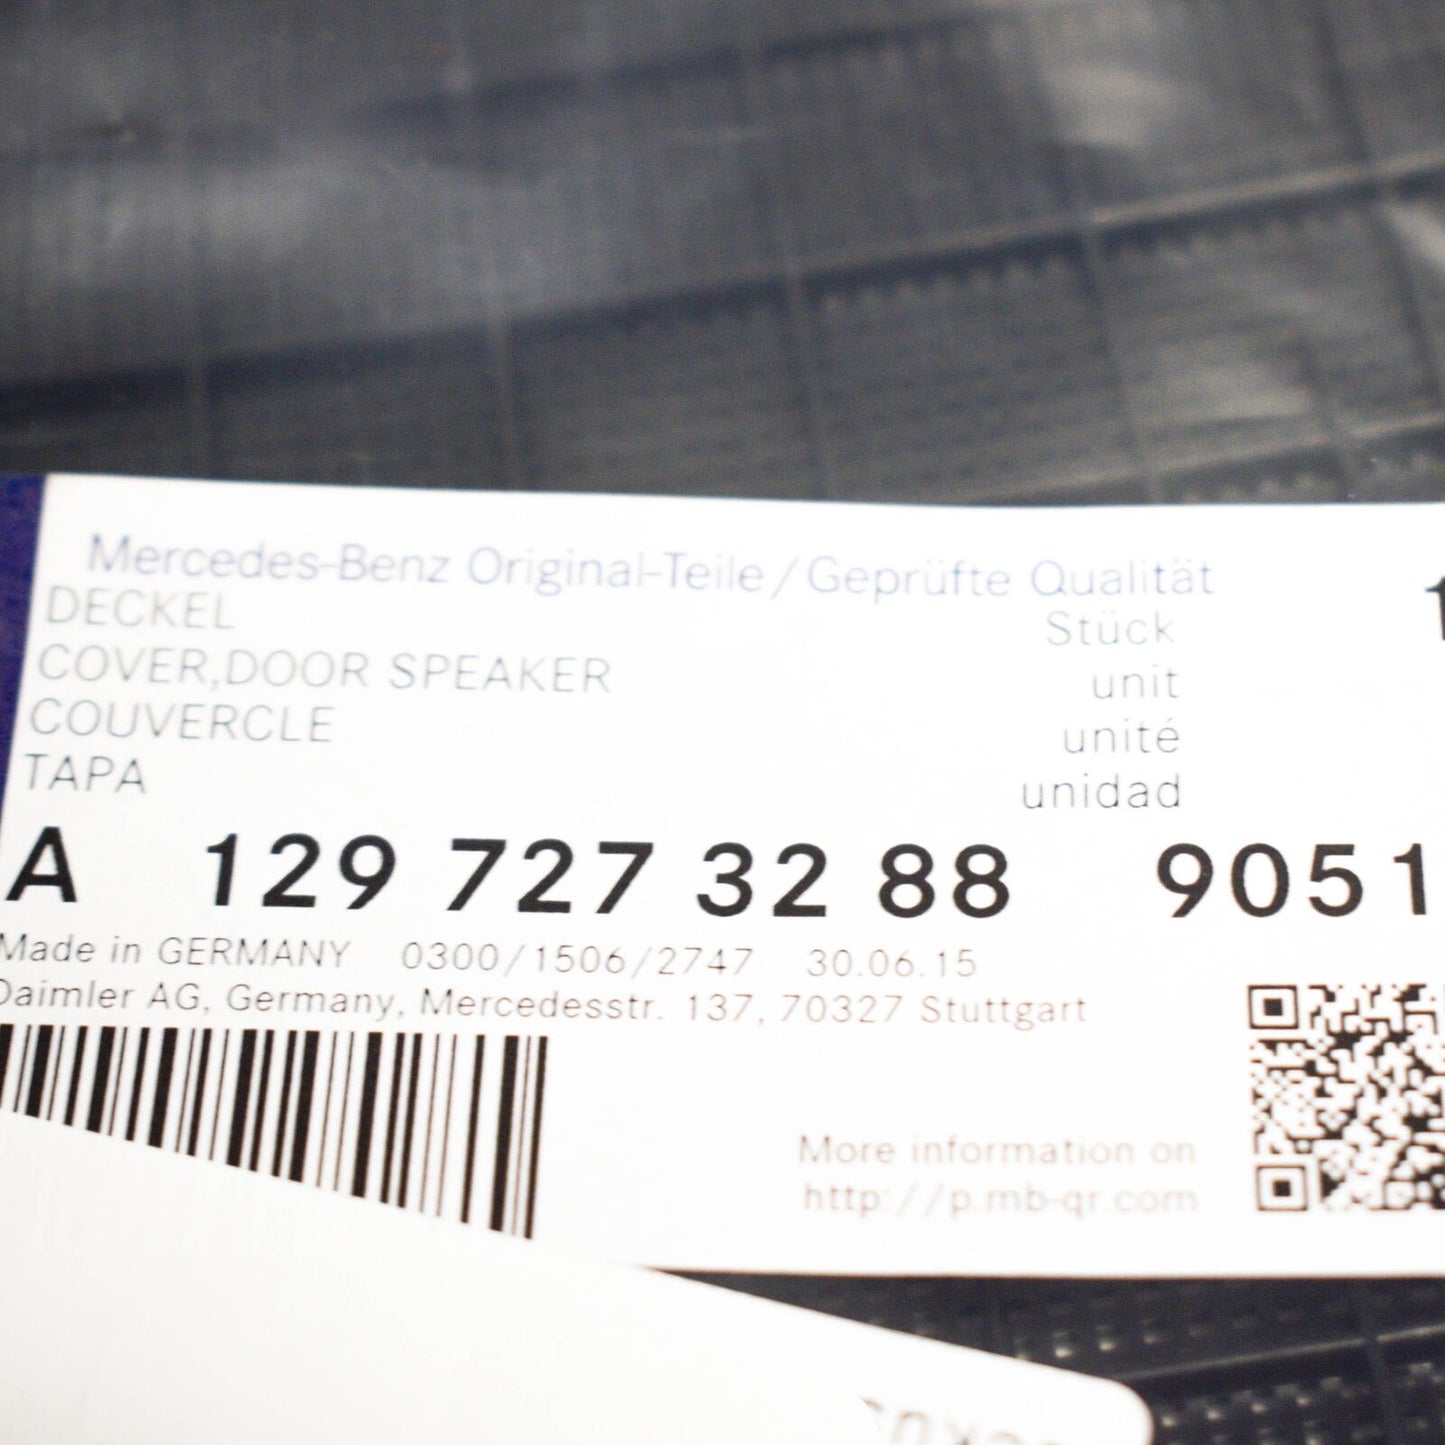 Mercedes-Benz Original-Teile/Geprüfte Qualität
DECKEL Stück 1
COVER,DOOR SPEAKER unit
COUVERCLE unité
TAPA unidad
A 129 727 32 88 9051
Made in GERMANY 0300/1506/2747 30.06.15
Daimler AG, Germany, Mercedesstr. 137, 70327 Stuttgart
More information on
http://p.mb-qr.com